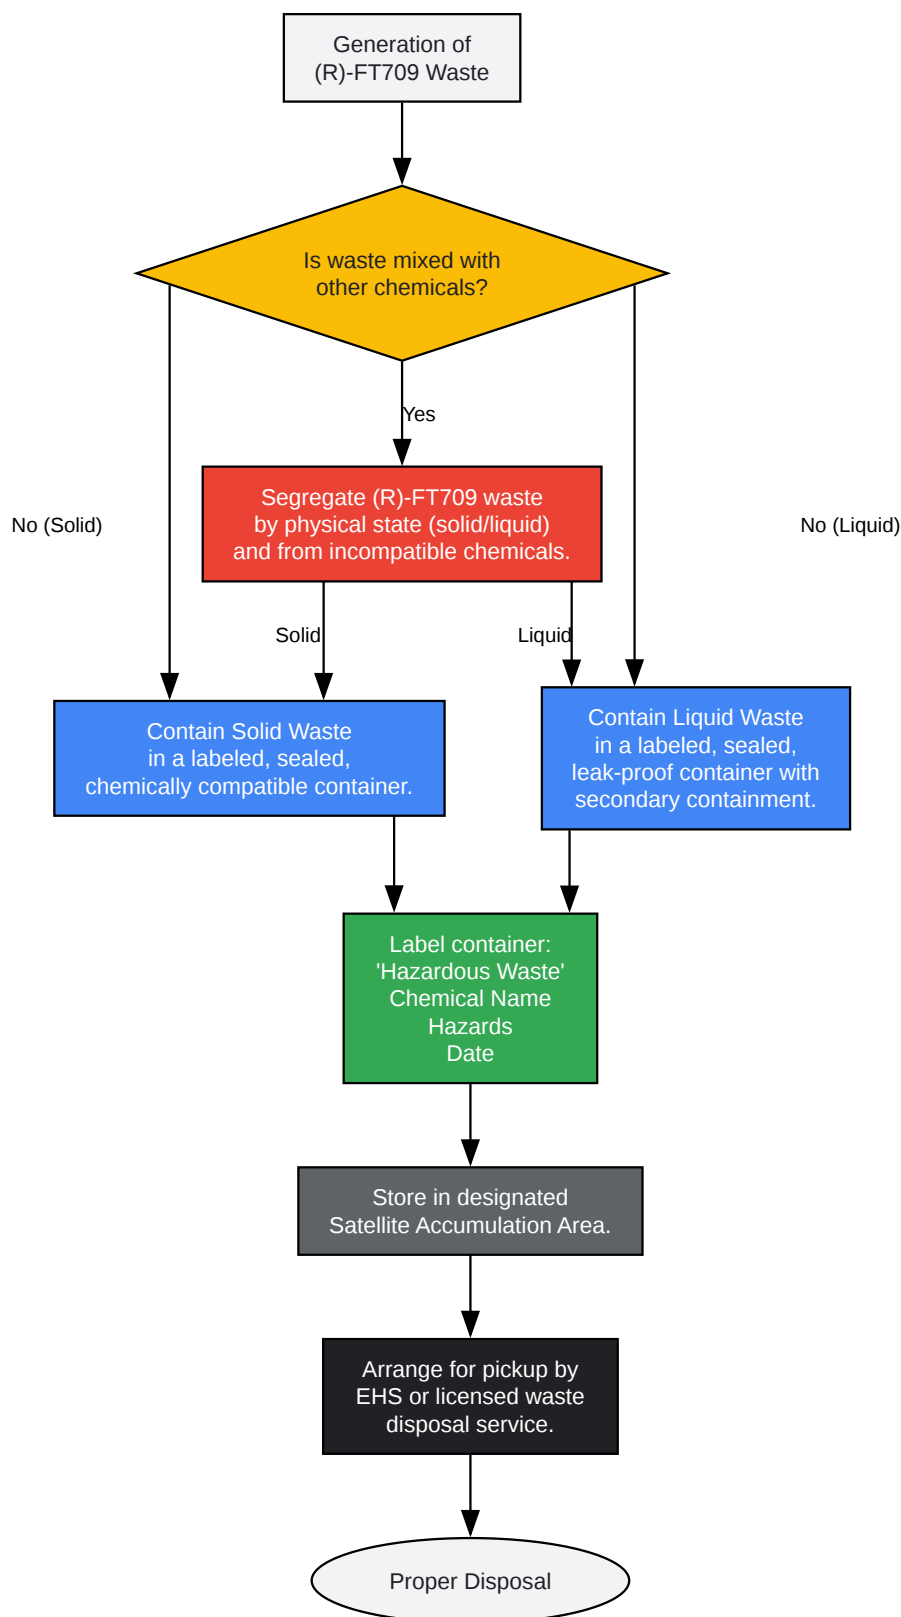 Generation of
(R)-FT709 Waste
Is waste mixed with
other chemicals?
Yes
Segregate (R)-FT709 waste
by physical state (solid/liquid)
and from incompatible chemicals.
No (Solid)
No (Liquid)
Solid
Liquid
Contain Solid Waste
in a labeled, sealed,
chemically compatible container.
Contain Liquid Waste
in a labeled, sealed,
leak-proof container with
secondary containment.
Label container:
'Hazardous Waste'
Chemical Name
Hazards
Date
Store in designated
Satellite Accumulation Area.
Arrange for pickup by
EHS or licensed waste
disposal service.
Proper Disposal